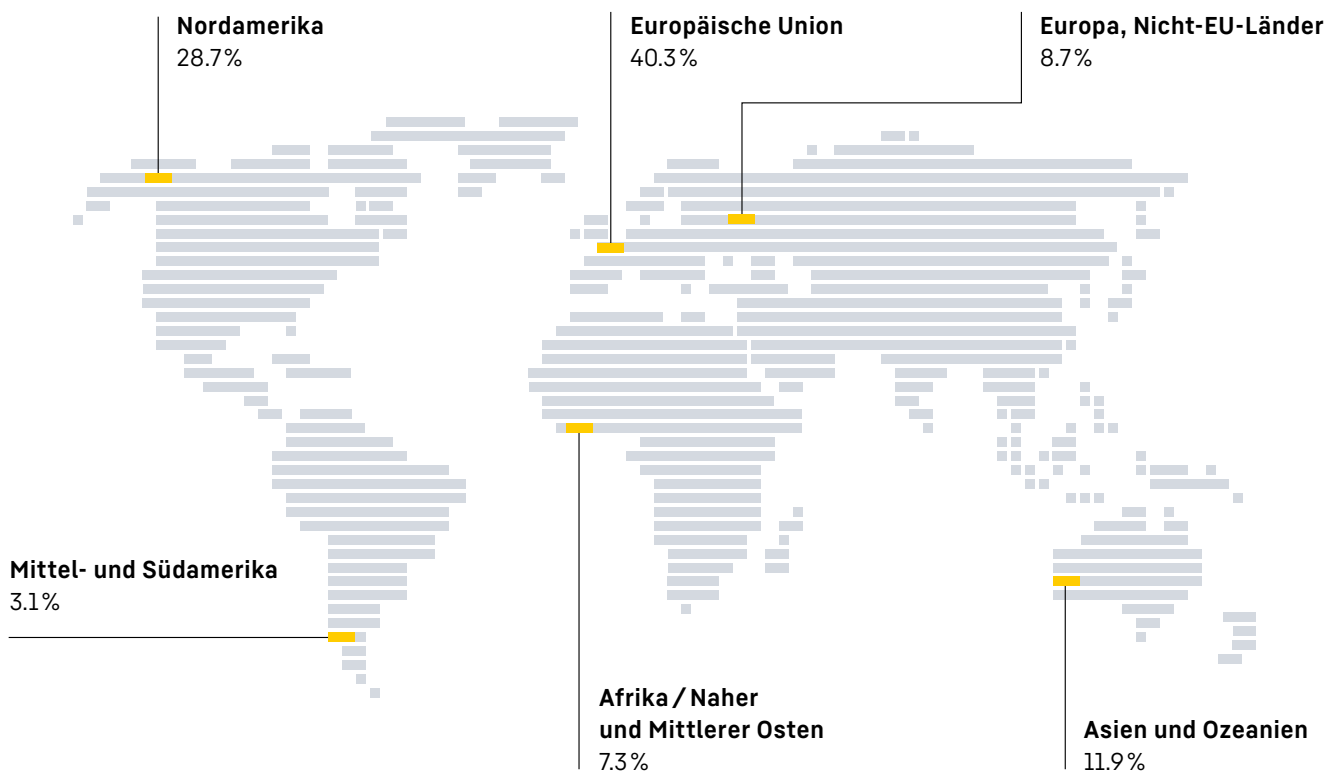 Nordamerika
28.7 %
Europäische Union
40.3 %
Europa, Nicht-EU-Länder
8.7 %
Mittel- und Südamerika
3.1 %
Afrika / Naher
und Mittlerer Osten
7.3 %
Asien und Ozeanien
11.9 %